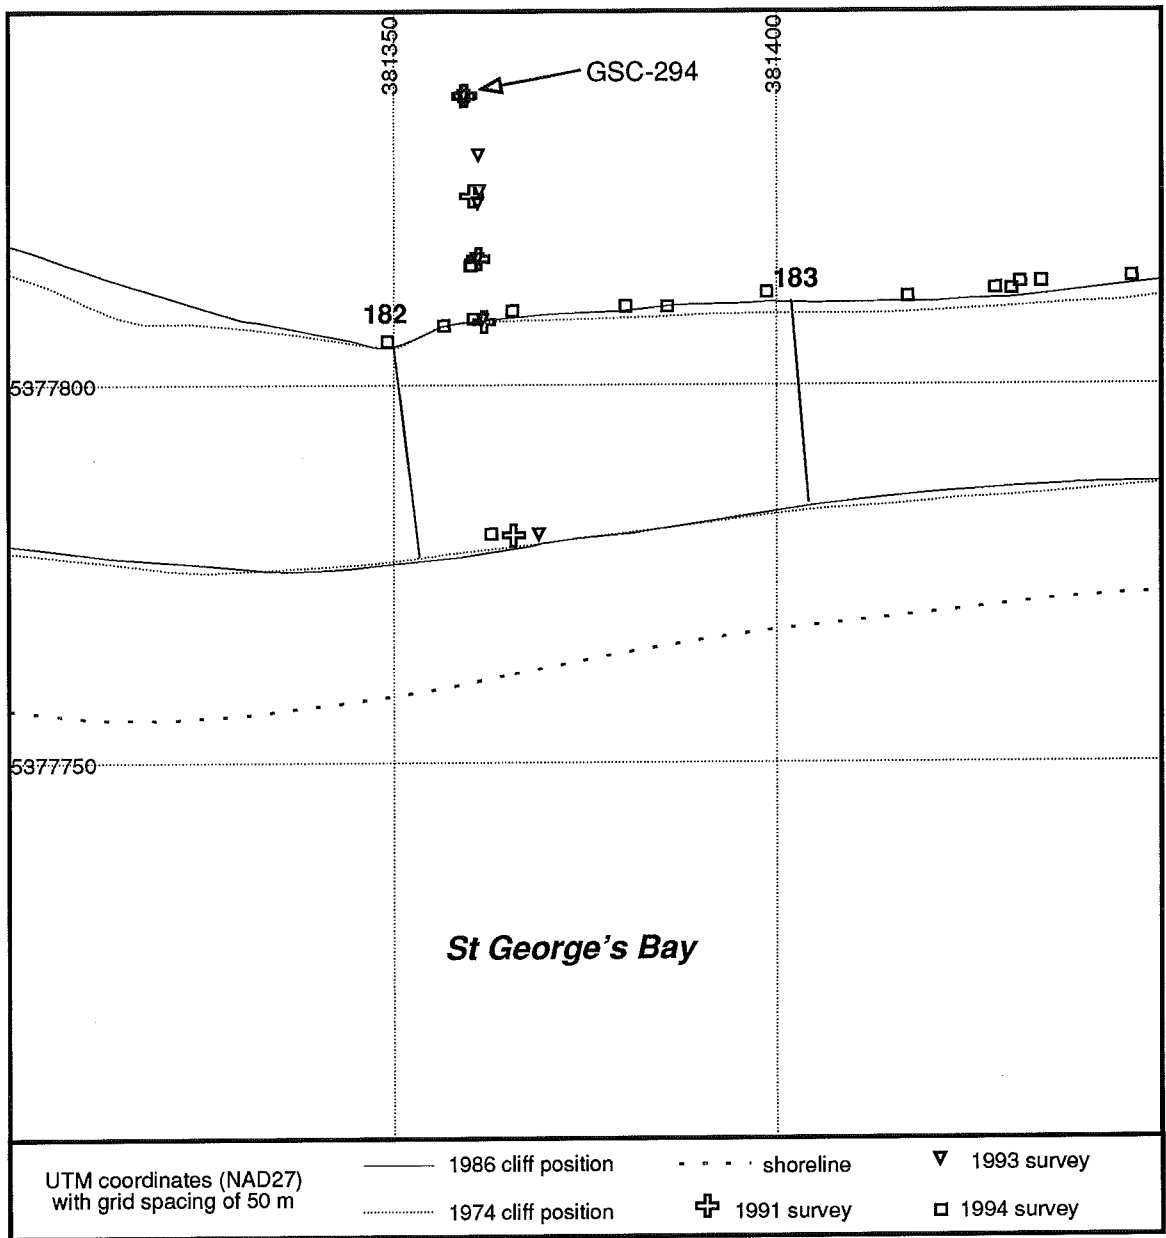 381350
381400
GSC-294
183
182
5377800
5377750
St George's Bay
UTM coordinates (NAD27)
with grid spacing of 50 m
1986 cliff position
1974 cliff position
shoreline
1991 survey
1993 survey
1994 survey